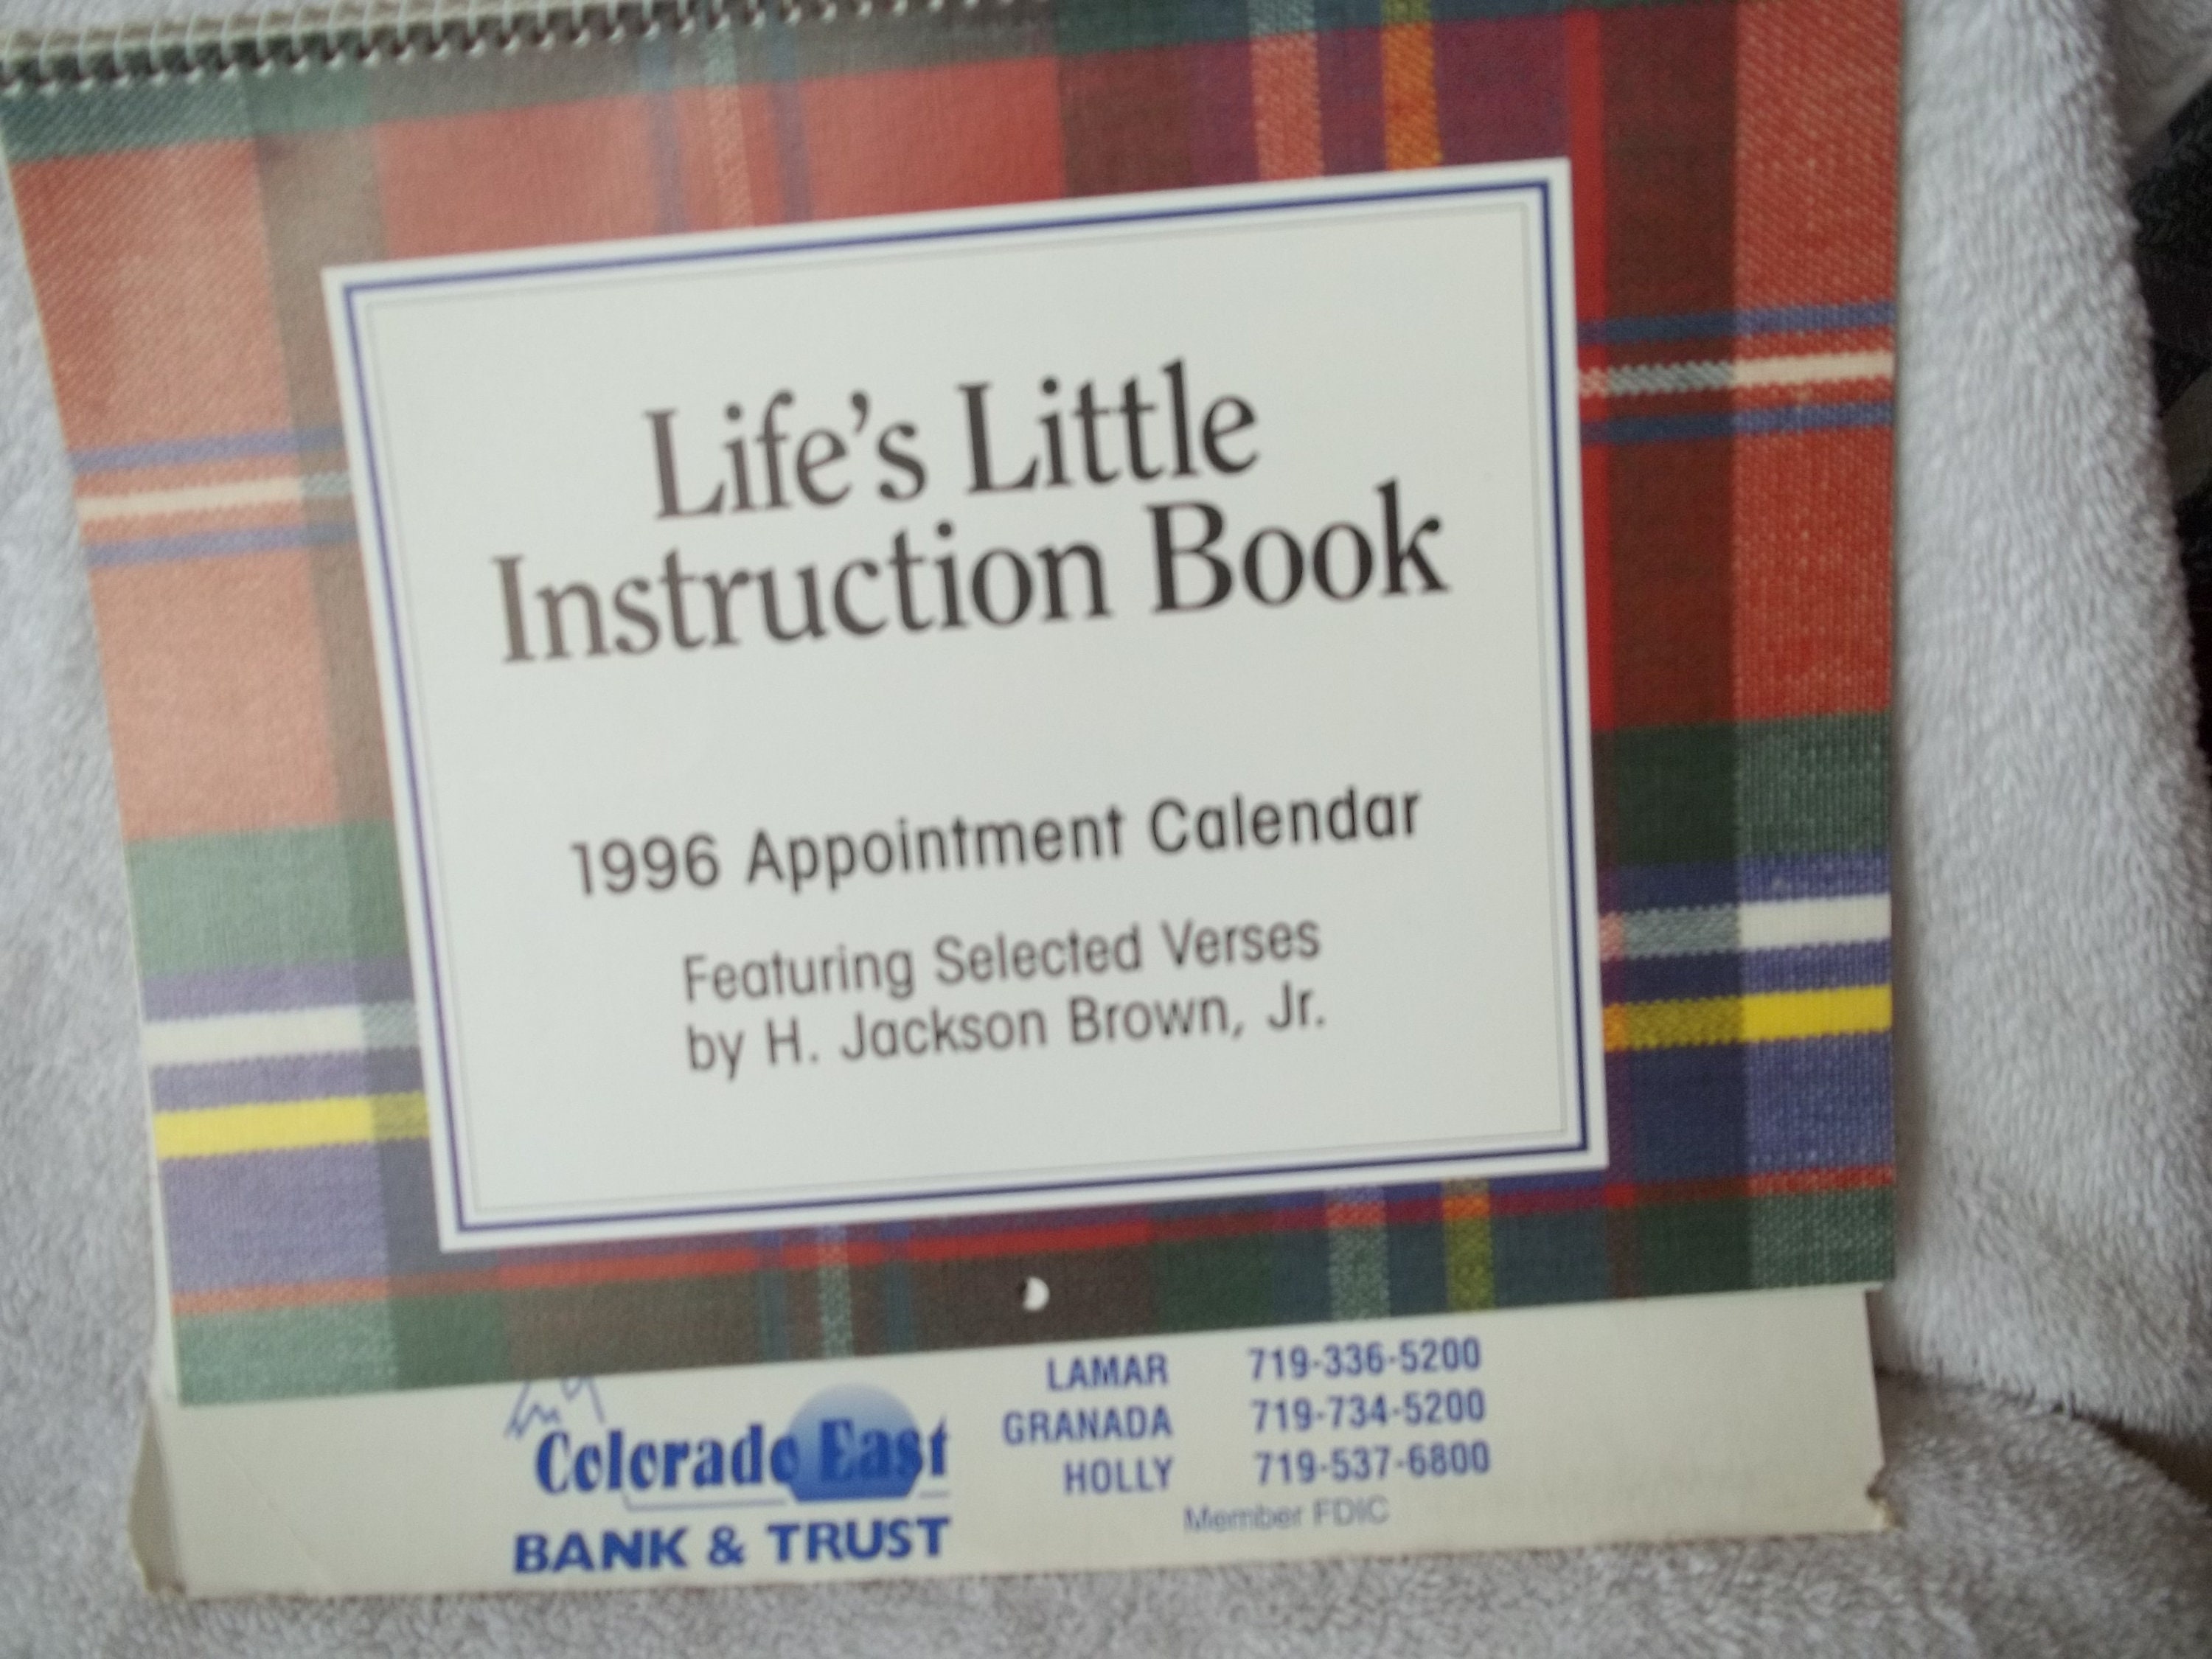 Life's Little
Instruction Book
1996 Appointment Calendar
Featuring Selected Verses
by H. Jackson Brown, Jr.
Colorado East
BANK & TRUST
LAMAR 719-336-5200
GRANADA 719-734-5200
HOLLY 719-537-6800
Member FDIC